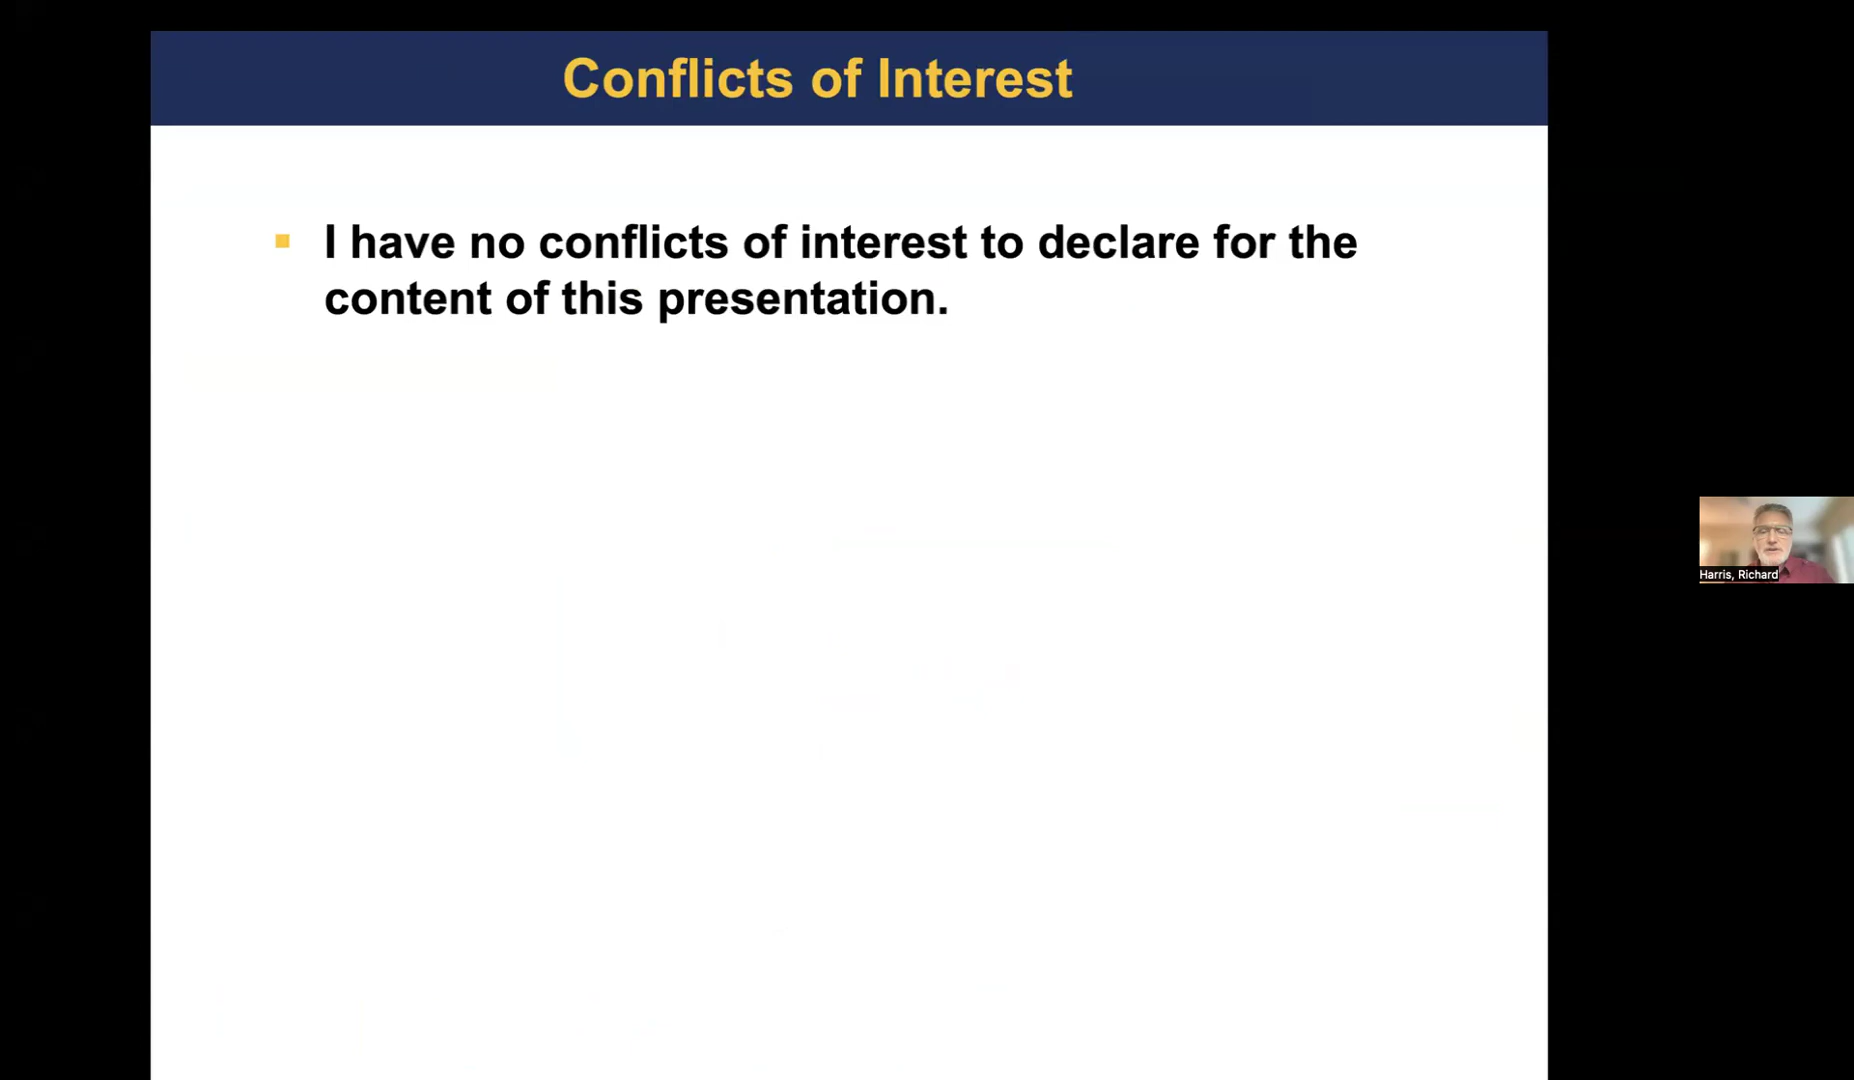 Conflicts of Interest
▪ I have no conflicts of interest to declare for the
content of this presentation.
Harris, Richard